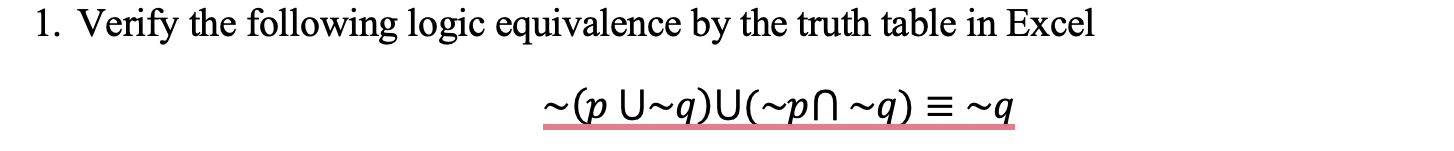 1. Verify the following logic equivalence by the truth table in Excel
~(p ∪~q)∪(~p∩ ~q) ≡ ~q